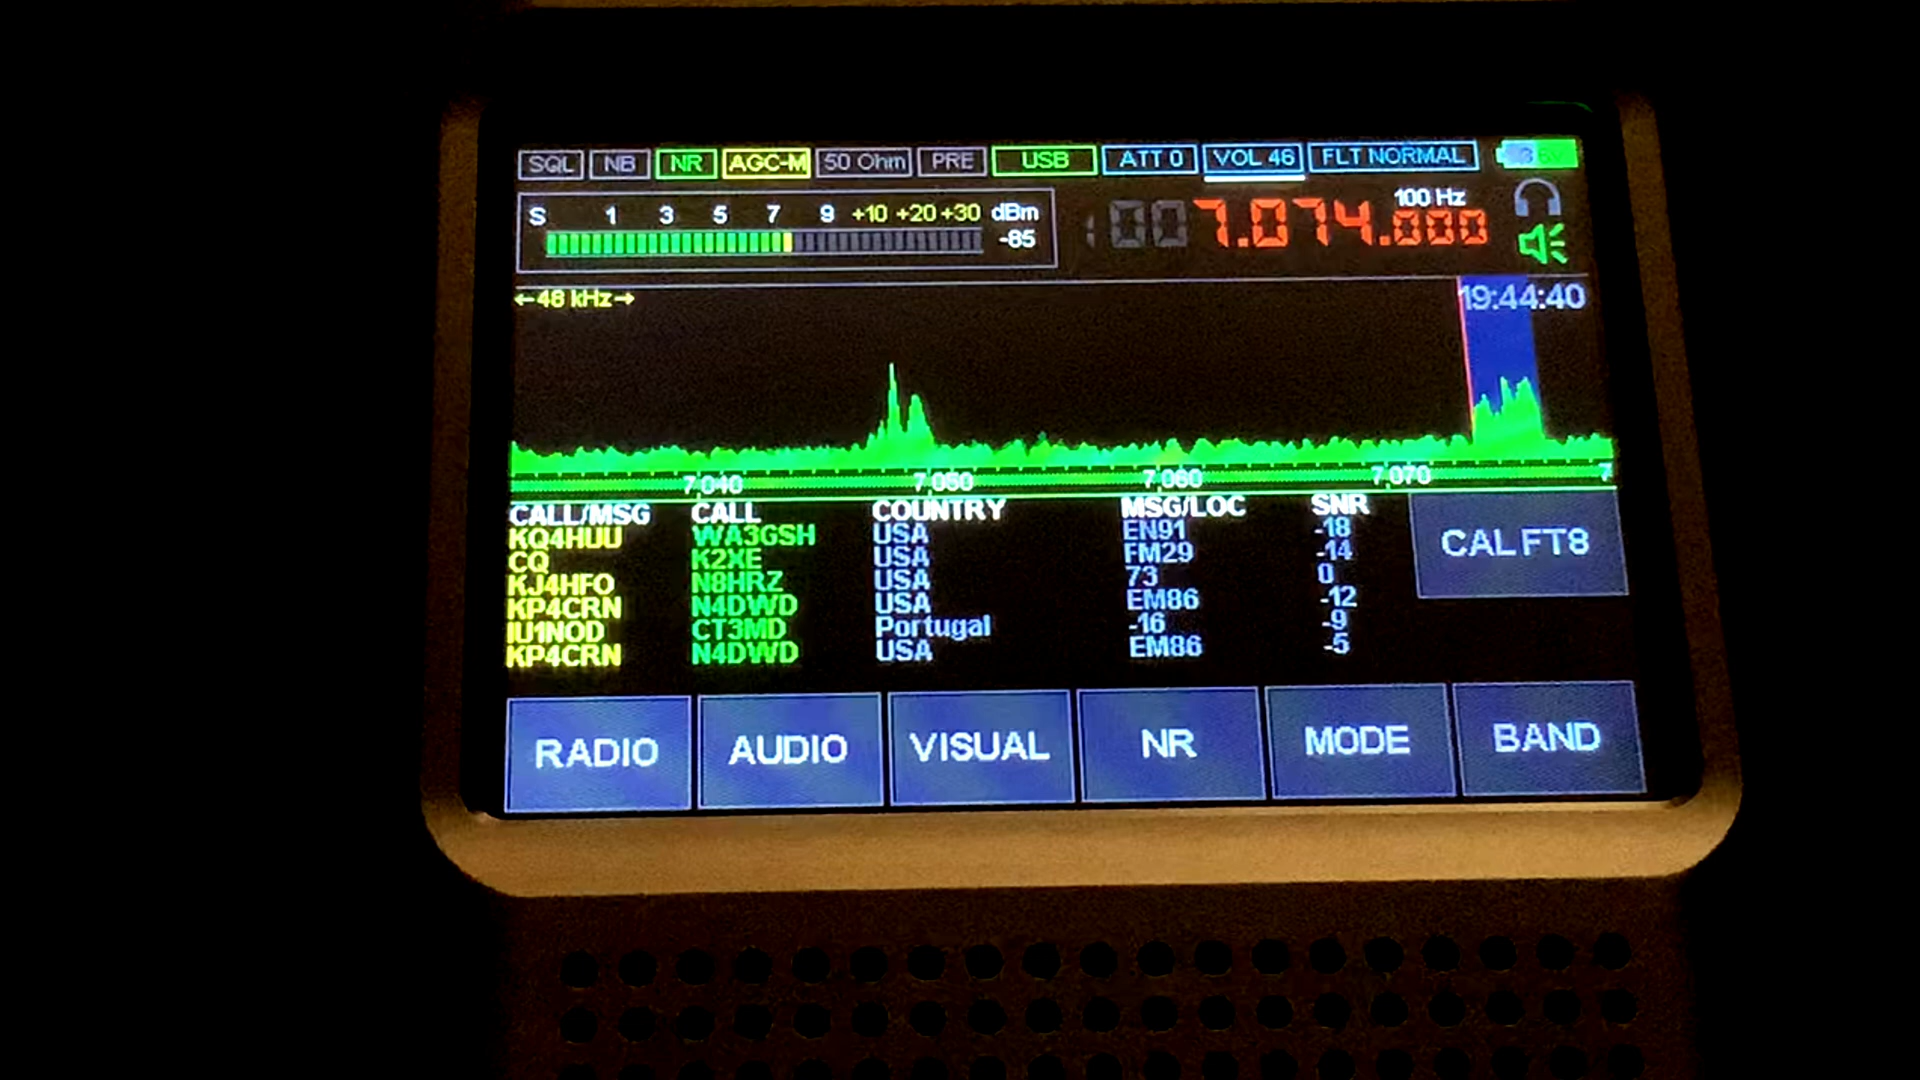 SQL NB NR AGC-M 50 Ohm PRE USB ATT 0 VOL 46 FLT NORMAL
S 1 3 5 7 9 +10 +20 +30 dBm
-85
100 Hz
7.074.000
←48 kHz→
19:44:40
7,040 7,050 7,060 7,070 7
CALL/MSG CALL COUNTRY MSG/LOC SNR
KQ4HUU WA3GSH USA EN91 -18
CQ K2XE USA FM29 -14
KJ4HFO N8HRZ USA 73 0
KP4CRN N4DWD USA EM86 -12
IU1NOD CT3MD Portugal -16 -9
KP4CRN N4DWD USA EM86 -5
CAL FT8
RADIO AUDIO VISUAL NR MODE BAND